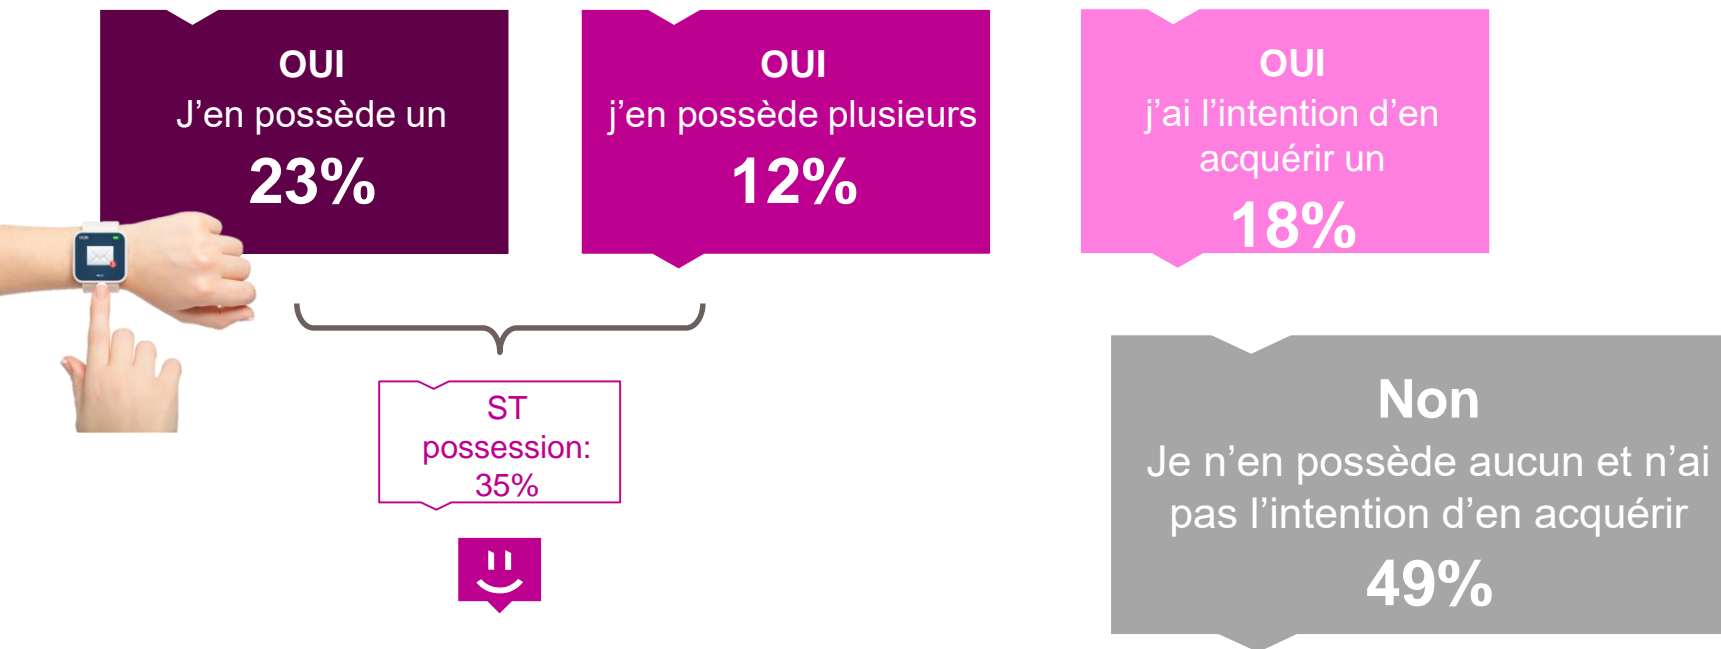 OUI
J’en possède un
23%
OUI
j’en possède plusieurs
12%
OUI
j’ai l’intention d’en
acquérir un
18%
ST
possession:
35%
Non
Je n’en possède aucun et n’ai
pas l’intention d’en acquérir
49%